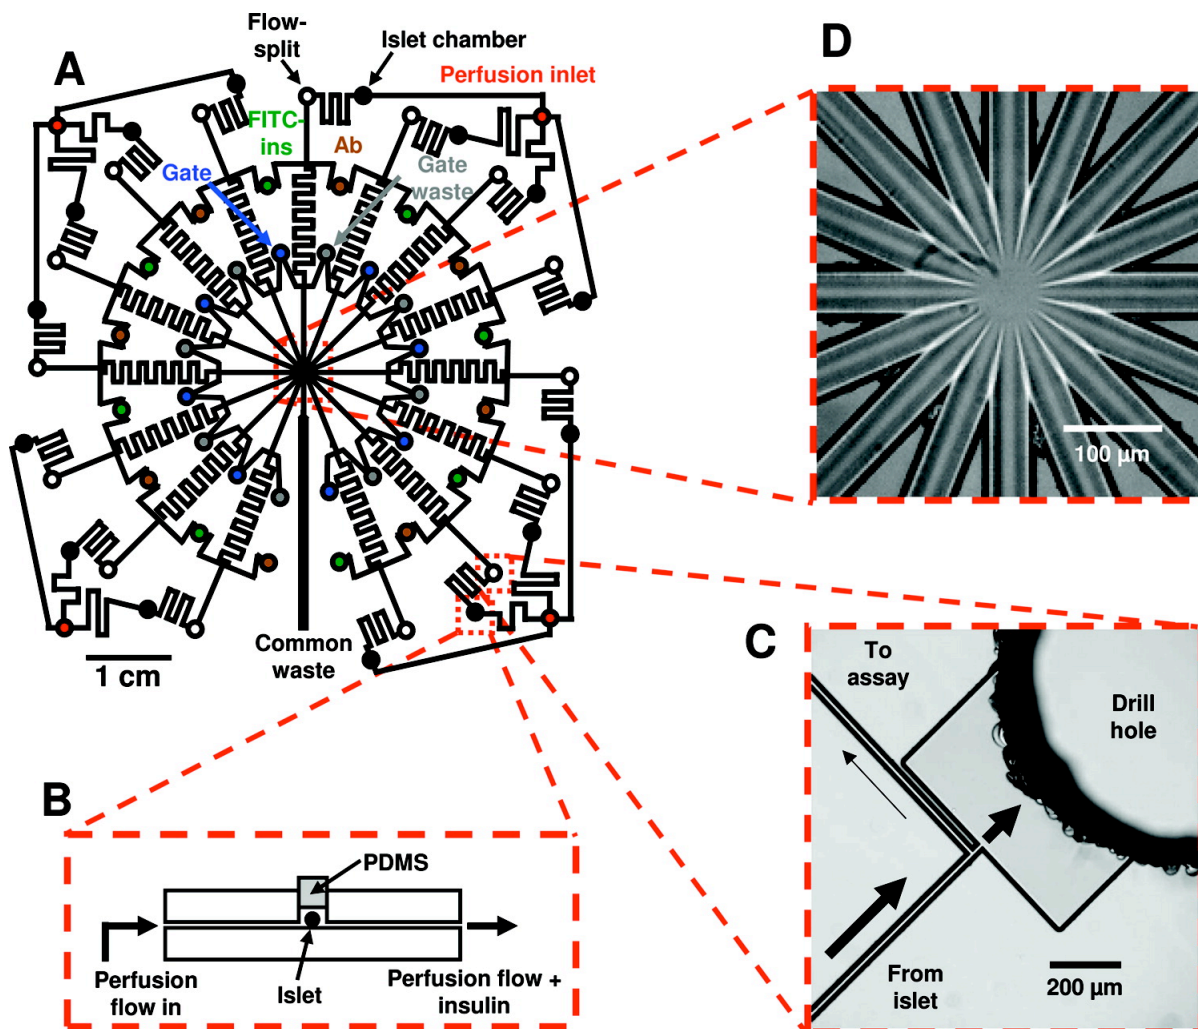 A
Flow-
split
Islet chamber
Perfusion inlet
FITC-
ins
Ab
Gate
Gate
waste
Common
waste
1 cm
D
100 µm
C
To
assay
Drill
hole
From
islet
200 µm
B
PDMS
Perfusion
flow in
Islet
Perfusion flow +
insulin